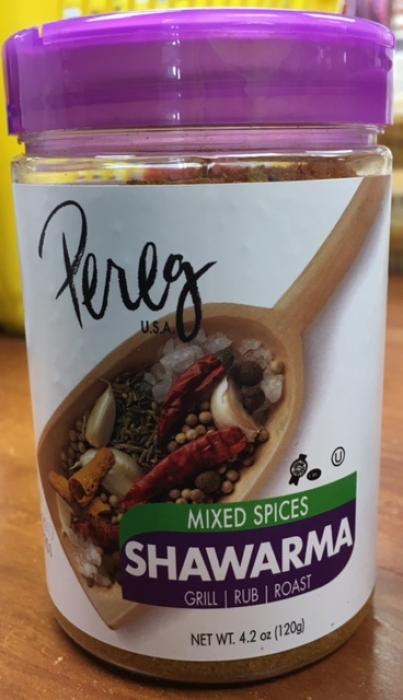 Pereg
U.S.A.
U
MIXED SPICES
SHAWARMA
GRILL | RUB | ROAST
NET WT. 4.2 oz (120g)